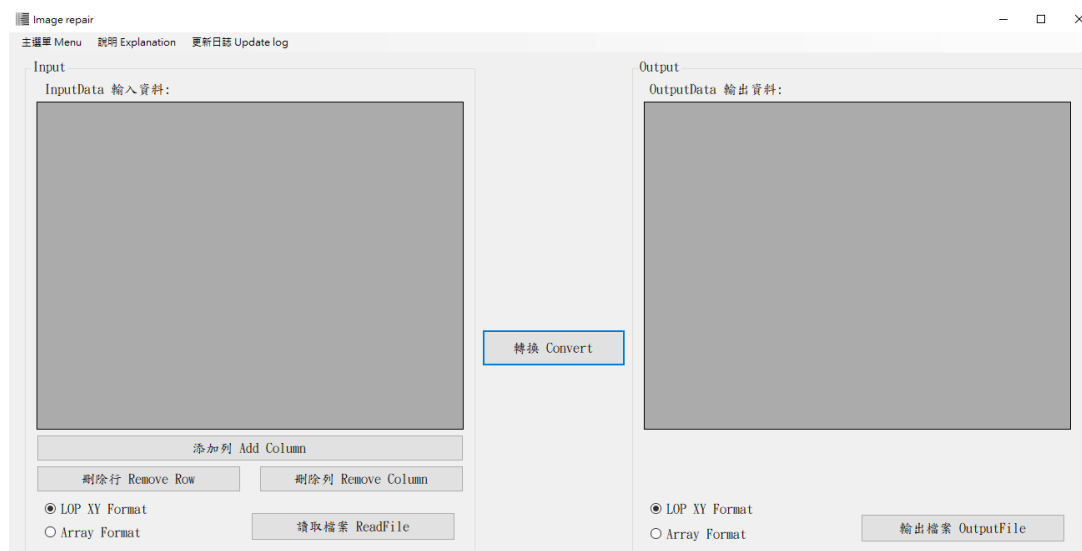 Image repair
主選單 Menu 說明 Explanation 更新日誌 Update log
Input
InputData 輸入資料:
添加列 Add Column
刪除行 Remove Row
刪除列 Remove Column
LOP XY Format
Array Format
讀取檔案 ReadFile
轉換 Convert
Output
OutputData 輸出資料:
LOP XY Format
Array Format
輸出檔案 OutputFile